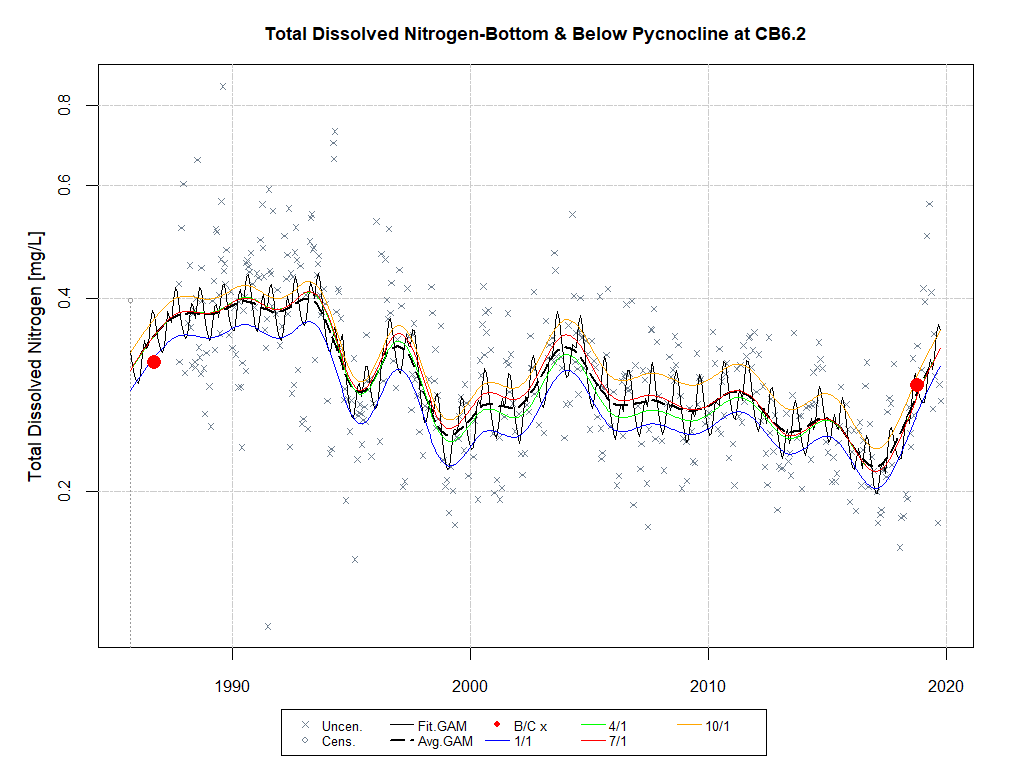 Total Dissolved Nitrogen-Bottom & Below Pycnocline at CB6.2
Total Dissolved Nitrogen [mg/L]
0.8
0.6
0.4
0.2
1990 2000 2010 2020
Uncen. Fit.GAM B/C x 4/1 10/1
Cens. Avg.GAM 1/1 7/1